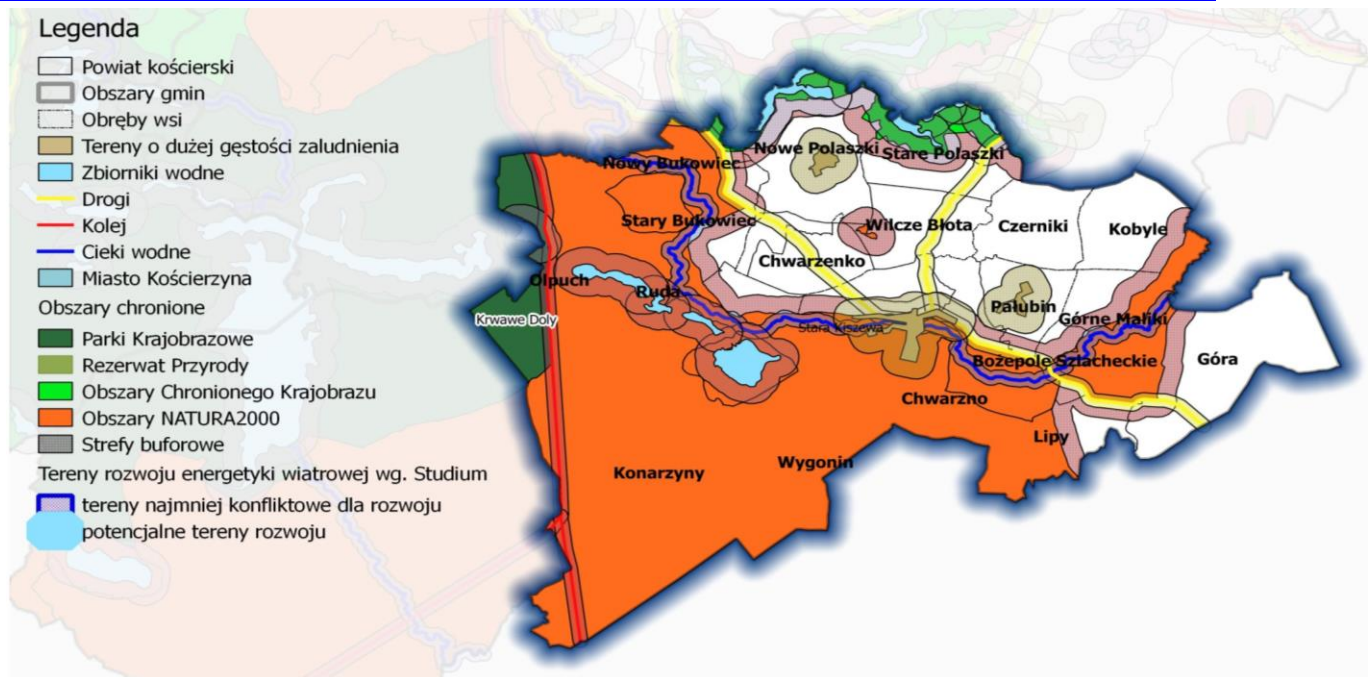 Legenda
Powiat kościerski
Obszary gmin
Obręby wsi
Tereny o dużej gęstości zaludnienia
Zbiorniki wodne
Drogi
Kolej
Cieki wodne
Miasto Kościerzyna
Obszary chronione
Parki Krajobrazowe
Rezerwat Przyrody
Obszary Chronionego Krajobrazu
Obszary NATURA2000
Strefy buforowe
Tereny rozwoju energetyki wiatrowej wg. Studium
tereny najmniej konfliktowe dla rozwoju
potencjalne tereny rozwoju
Nowy Bukowiec
Nowe Polaszki
Stare Polaszki
Stary Bukowiec
Wilcze Błota
Czerniki
Kobyle
Chwarzenko
Olpuch
Ruda
Pałubin
Krwawe Doly
Stara Kiszewa
Górne Maliki
Bożepole Szlacheckie
Góra
Chwarzno
Lipy
Konarzyny
Wygonin